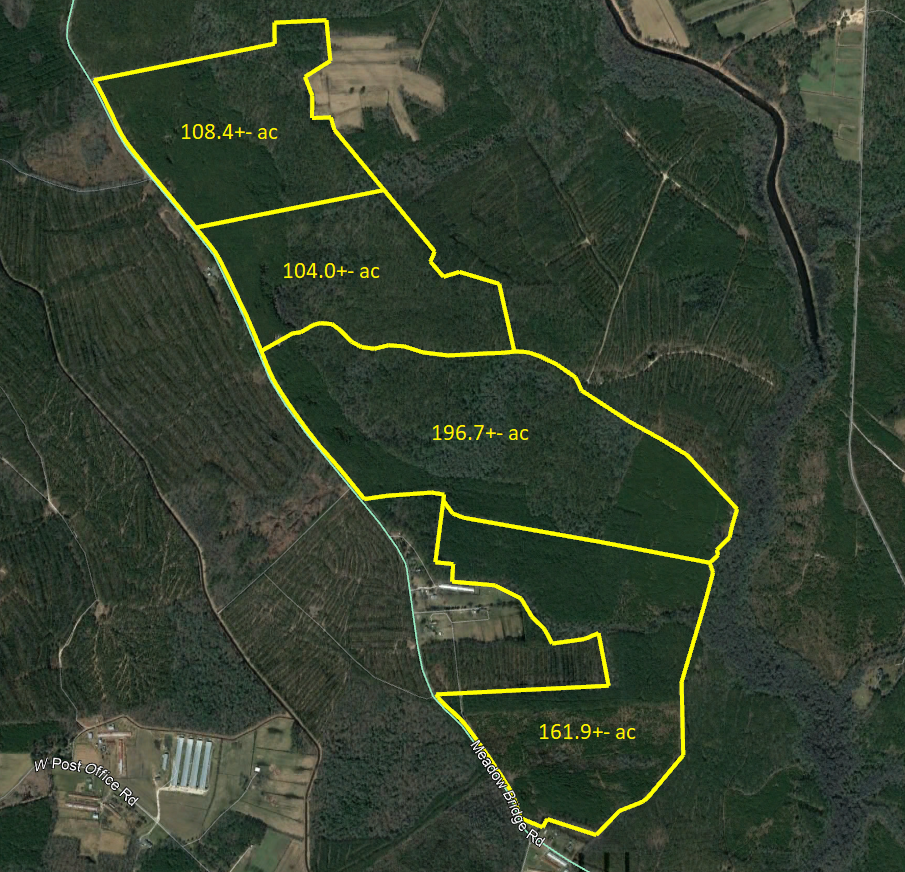 108.4+- ac
104.0+- ac
196.7+- ac
161.9+- ac
Meadow Bridge Rd
W Post Office Rd